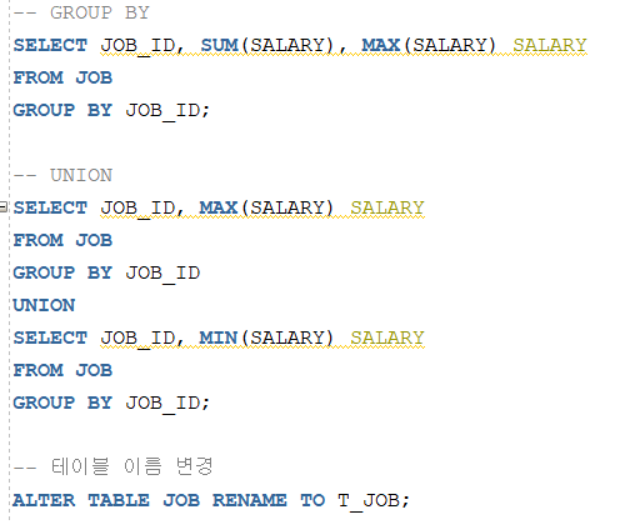 -- GROUP BY
SELECT JOB_ID, SUM(SALARY), MAX(SALARY) SALARY
FROM JOB
GROUP BY JOB_ID;
-- UNION
SELECT JOB_ID, MAX(SALARY) SALARY
FROM JOB
GROUP BY JOB_ID
UNION
SELECT JOB_ID, MIN(SALARY) SALARY
FROM JOB
GROUP BY JOB_ID;
-- 테이블 이름 변경
ALTER TABLE JOB RENAME TO T_JOB;